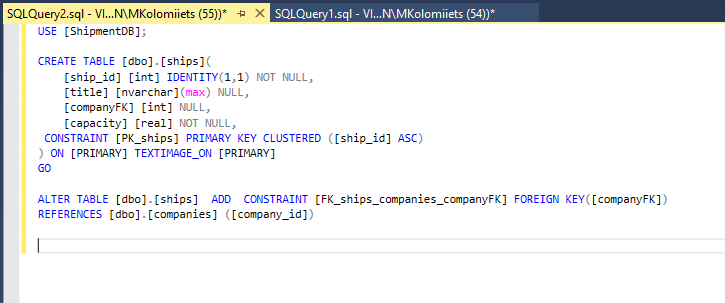 SQLQuery2.sql - VI...N\MKolomiiets (55))* SQLQuery1.sql - VI...N\MKolomiiets (54))*
USE [ShipmentDB];
CREATE TABLE [dbo].[ships](
[ship_id] [int] IDENTITY(1,1) NOT NULL,
[title] [nvarchar](max) NULL,
[companyFK] [int] NULL,
[capacity] [real] NOT NULL,
CONSTRAINT [PK_ships] PRIMARY KEY CLUSTERED ([ship_id] ASC)
) ON [PRIMARY] TEXTIMAGE_ON [PRIMARY]
GO
ALTER TABLE [dbo].[ships]  ADD  CONSTRAINT [FK_ships_companies_companyFK] FOREIGN KEY([companyFK])
REFERENCES [dbo].[companies] ([company_id])